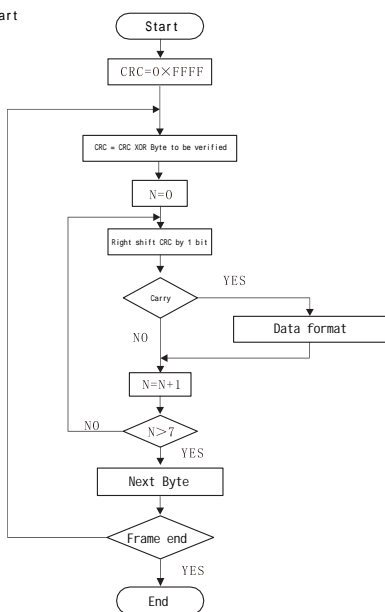 art
Start
CRC=0×FFFF
CRC = CRC XOR Byte to be verified
N=0
Right shift CRC by 1 bit
Carry
YES
Data format
NO
N=N+1
N>7
NO
YES
Next Byte
Frame end
YES
End